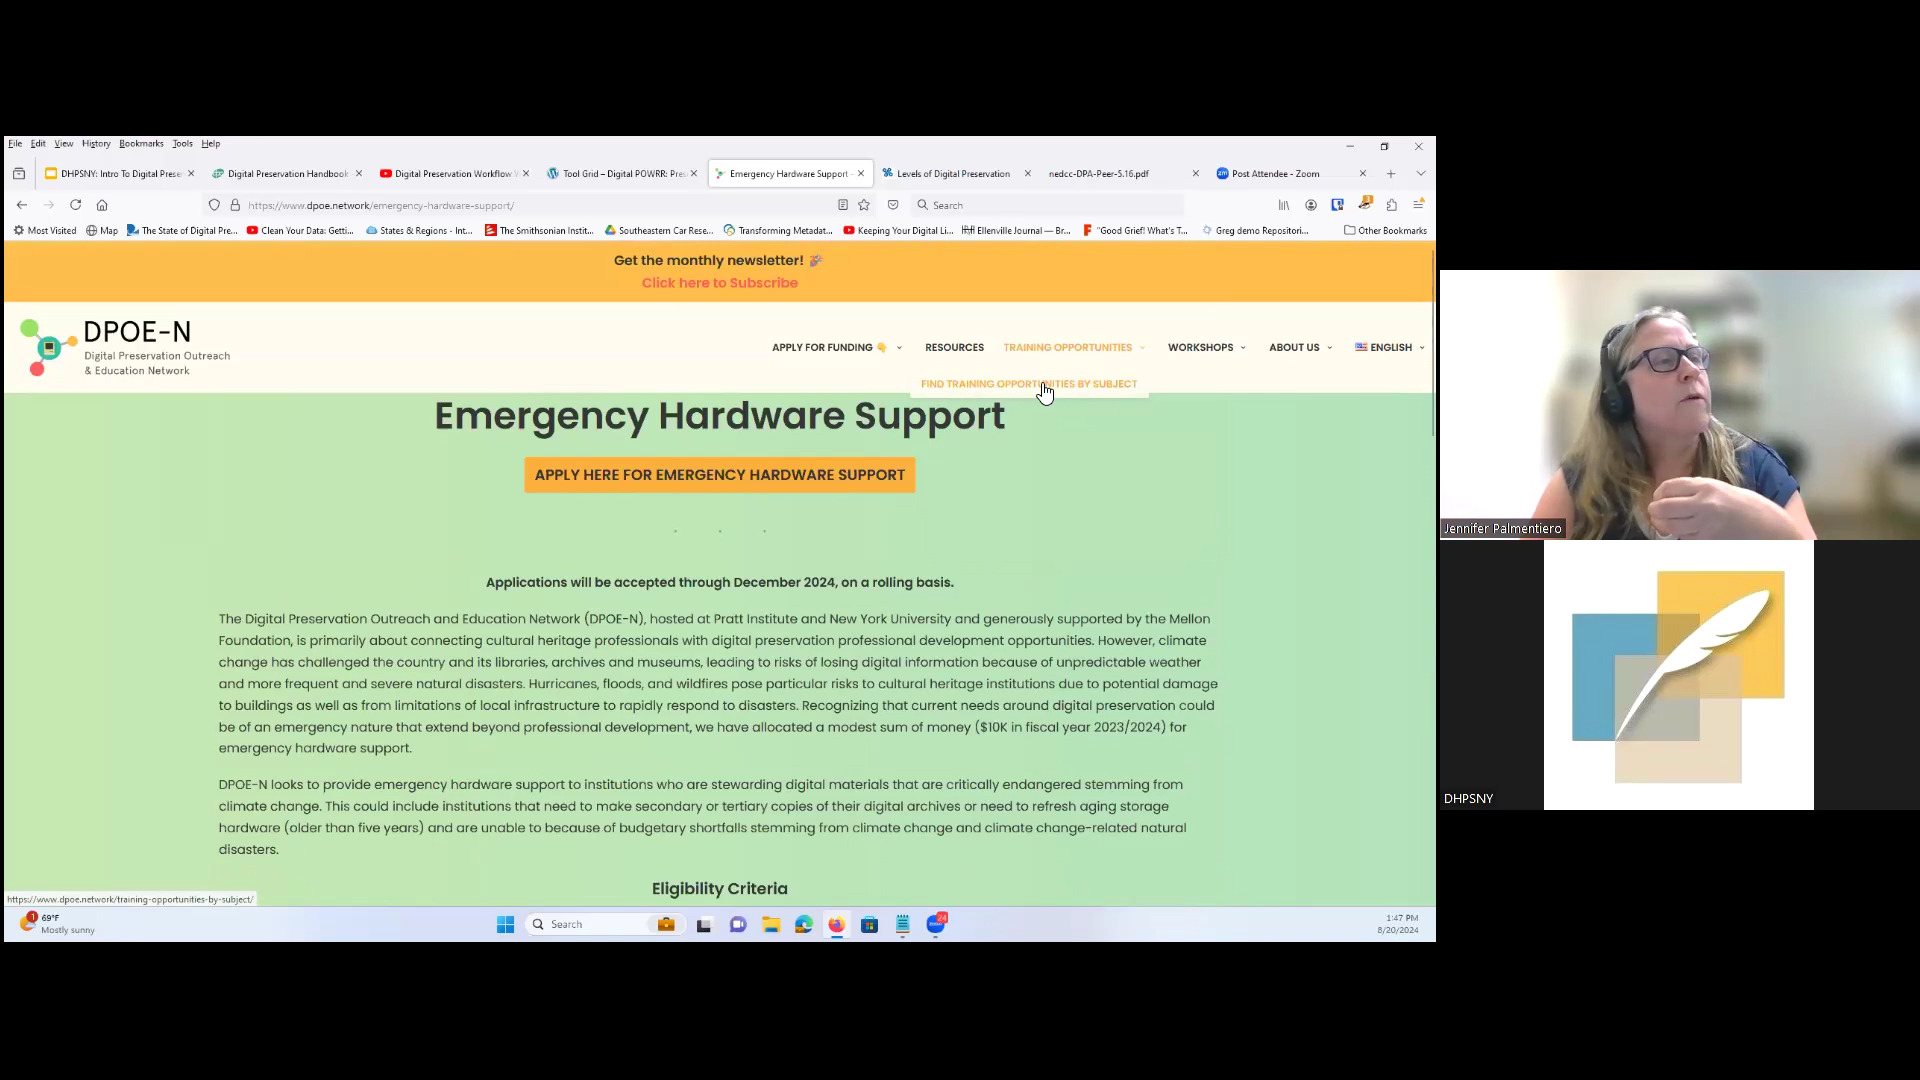 File Edit View History Bookmarks Tools Help
DHPSNY: Intro To Digital Prese
Digital Preservation Handbook
Digital Preservation Workflow
Tool Grid – Digital POWRR: Pre
Emergency Hardware Support –
Levels of Digital Preservation
nedcc-DPA-Peer-5.16.pdf
Post Attendee - Zoom
https://www.dpoe.network/emergency-hardware-support/
Search
Most Visited Map The State of Digital Pre... Clean Your Data: Getti... States & Regions - Int... The Smithsonian Instit... Southeastern Car Rese... Transforming Metadat... Keeping Your Digital Li... Ellenville Journal — Br... "Good Grief! What's T... Greg demo Repositori... Other Bookmarks
Get the monthly newsletter!
Click here to Subscribe
DPOE-N
Digital Preservation Outreach
& Education Network
APPLY FOR FUNDING RESOURCES TRAINING OPPORTUNITIES WORKSHOPS ABOUT US ENGLISH
FIND TRAINING OPPORTUNITIES BY SUBJECT
Emergency Hardware Support
APPLY HERE FOR EMERGENCY HARDWARE SUPPORT
Applications will be accepted through December 2024, on a rolling basis.
The Digital Preservation Outreach and Education Network (DPOE-N), hosted at Pratt Institute and New York University and generously supported by the Mellon
Foundation, is primarily about connecting cultural heritage professionals with digital preservation professional development opportunities. However, climate
change has challenged the country and its libraries, archives and museums, leading to risks of losing digital information because of unpredictable weather
and more frequent and severe natural disasters. Hurricanes, floods, and wildfires pose particular risks to cultural heritage institutions due to potential damage
to buildings as well as from limitations of local infrastructure to rapidly respond to disasters. Recognizing that current needs around digital preservation could
be of an emergency nature that extend beyond professional development, we have allocated a modest sum of money ($10K in fiscal year 2023/2024) for
emergency hardware support.
DPOE-N looks to provide emergency hardware support to institutions who are stewarding digital materials that are critically endangered stemming from
climate change. This could include institutions that need to make secondary or tertiary copies of their digital archives or need to refresh aging storage
hardware (older than five years) and are unable to because of budgetary shortfalls stemming from climate change and climate change-related natural
disasters.
Eligibility Criteria
https://www.dpoe.network/training-opportunities-by-subject/
1
69°F
Mostly sunny
Search
24
1:47 PM
8/20/2024
Jennifer Palmentiero
DHPSNY